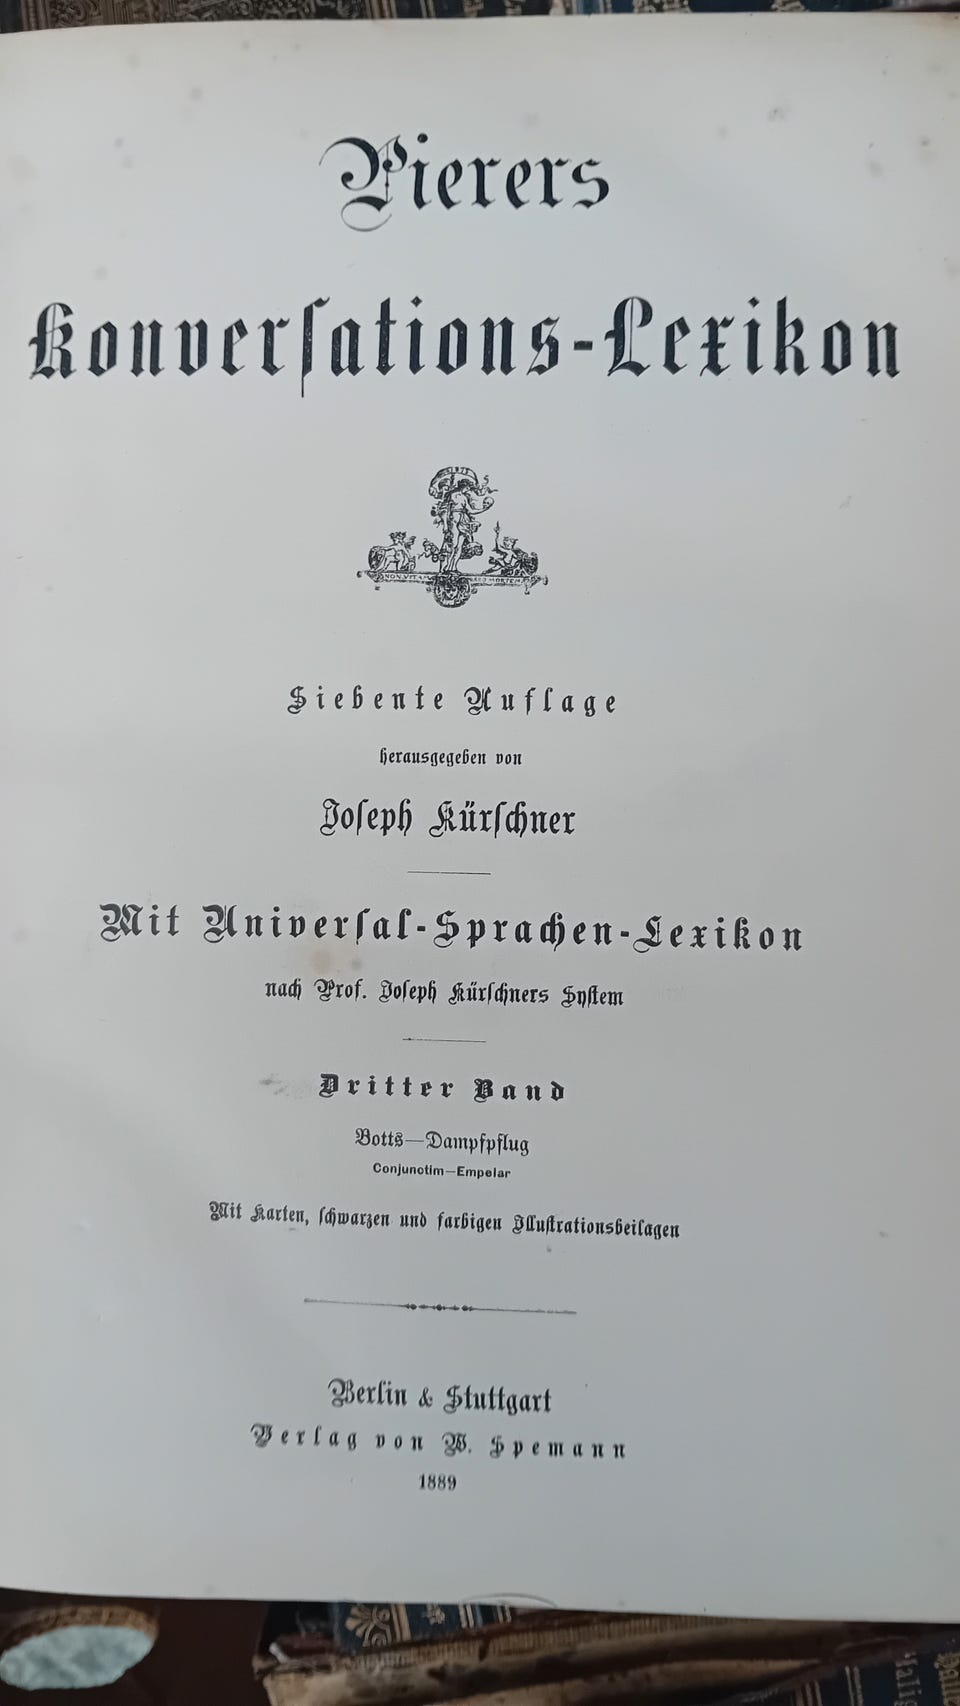 Pierers
Konverſations-Lexikon
Siebente Auflage
herausgegeben von
Joſeph Kürſchner
Mit Univerſal-Sprachen-Lexikon
nach Prof. Joſeph Kürſchners Syſtem
Dritter Band
Botts—Dampfpflug
Conjunctim—Empelar
Mit Karten, ſchwarzen und farbigen Illuſtrationsbeilagen
Berlin & Stuttgart
Verlag von W. Spemann
1889